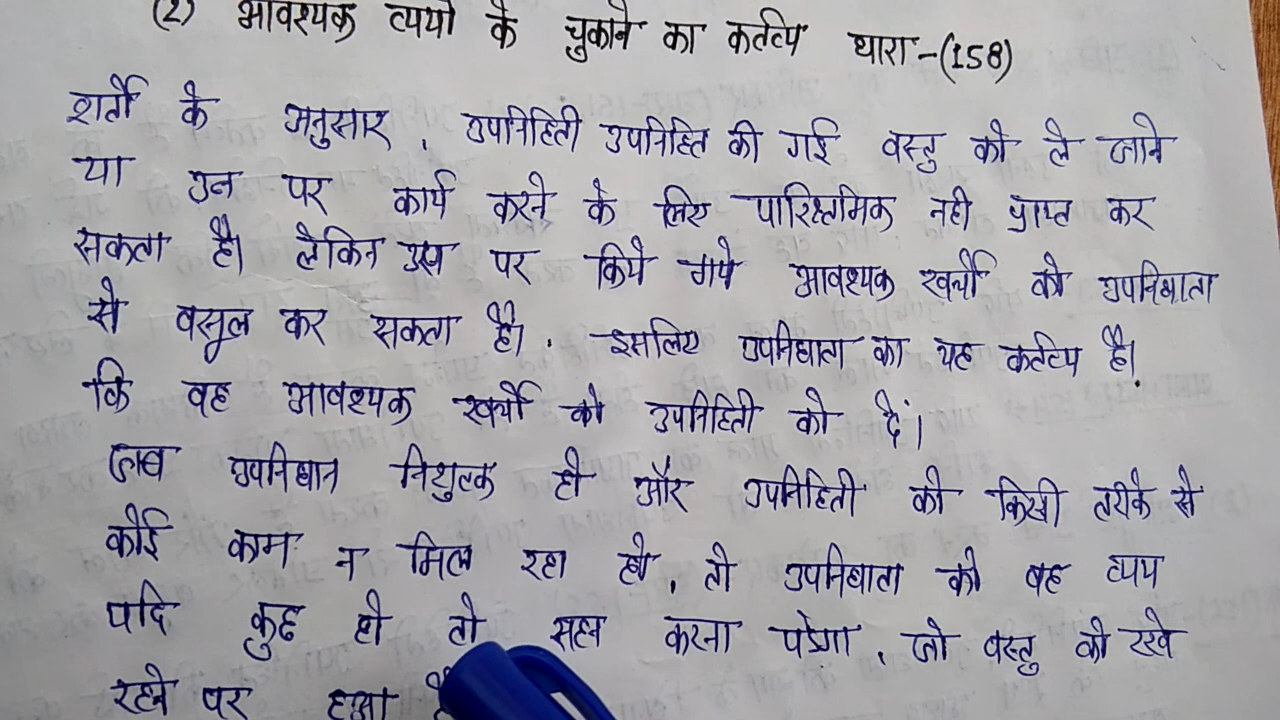 (2) आवश्यक व्ययो के चुकाने का कर्तव्य धारा-(158)
शर्तो के अनुसार, उपनिहिती उपनिहित की गई वस्तु को ले जाने
या उन पर कार्य करने के लिए पारिश्रमिक नही प्राप्त कर
सकता है। लेकिन उस पर किये गये आवश्यक खर्चो को उपनिधाता
से वसूल कर सकता है। इसलिए उपनिधाता का यह कर्तव्य है।
कि वह आवश्यक खर्चो को उपनिहिती को दें।
जब उपनिधान निशुल्क हो और उपनिहिती को किसी तरीके से
कोई काम न मिल रहा हो, तो उपनिधाता को वह व्यय
यदि कुछ हो तो सहन करना पडेगा, जो वस्तु को रखे
रहने पर हुआ